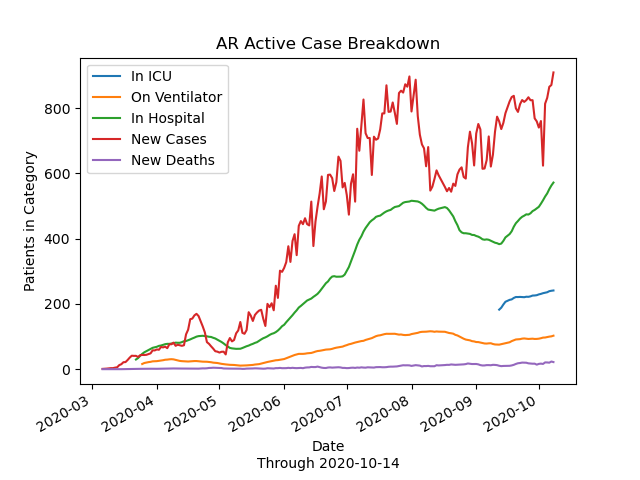 AR Active Case Breakdown
In ICU
On Ventilator
In Hospital
New Cases
New Deaths
Patients in Category
800
600
400
200
0
2020-03
2020-04
2020-05
2020-06
2020-07
2020-08
2020-09
2020-10
Date
Through 2020-10-14